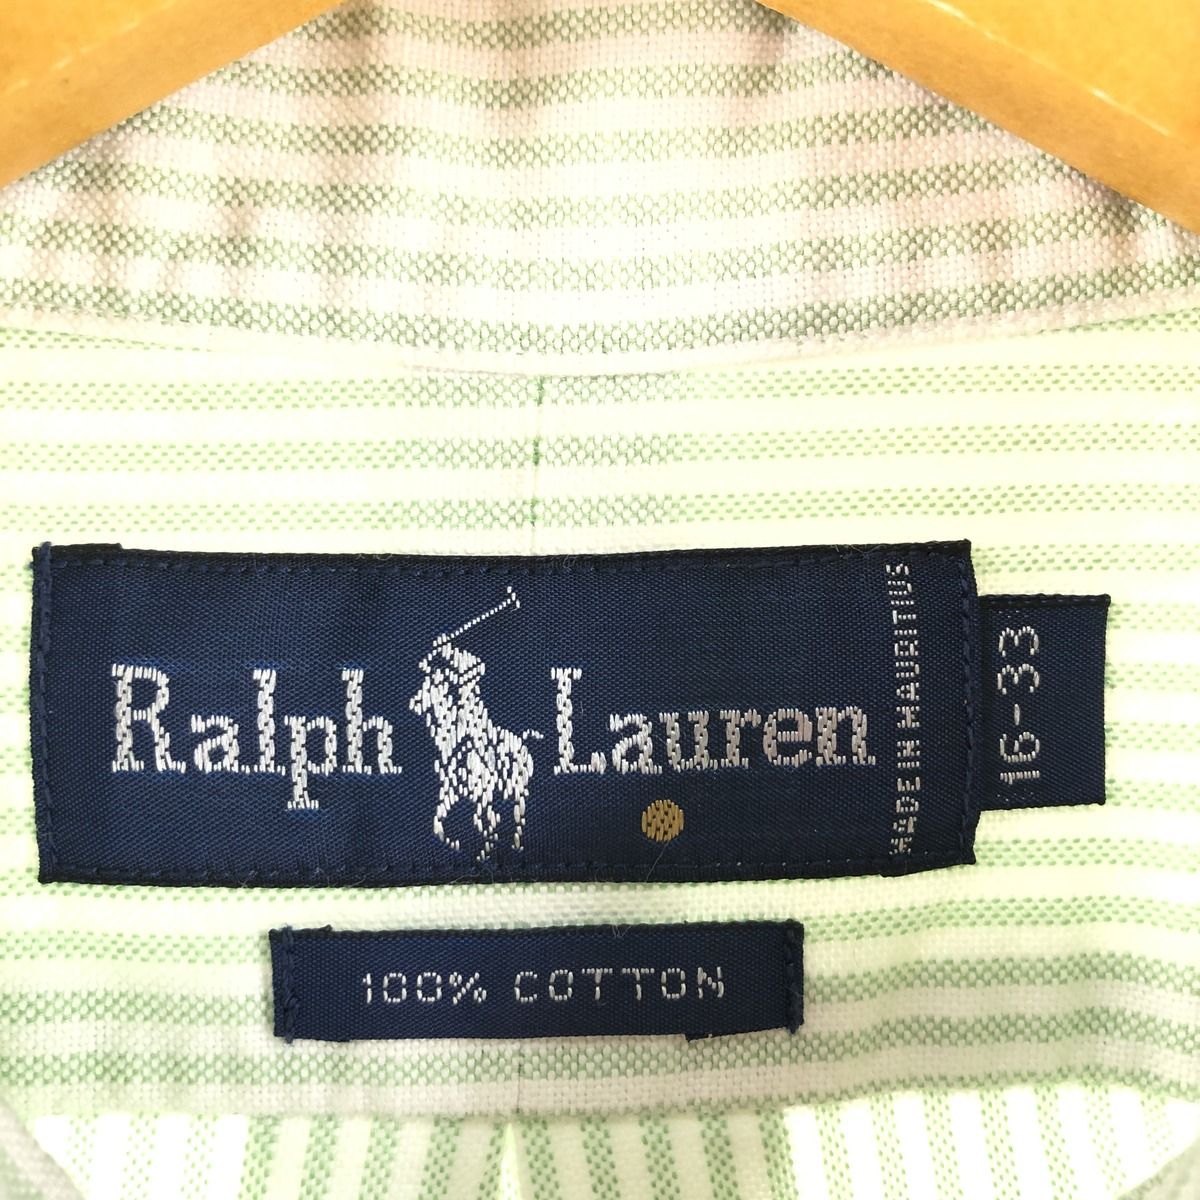 Ralph Lauren
MADE IN MAURITIUS
16-33
100% COTTON